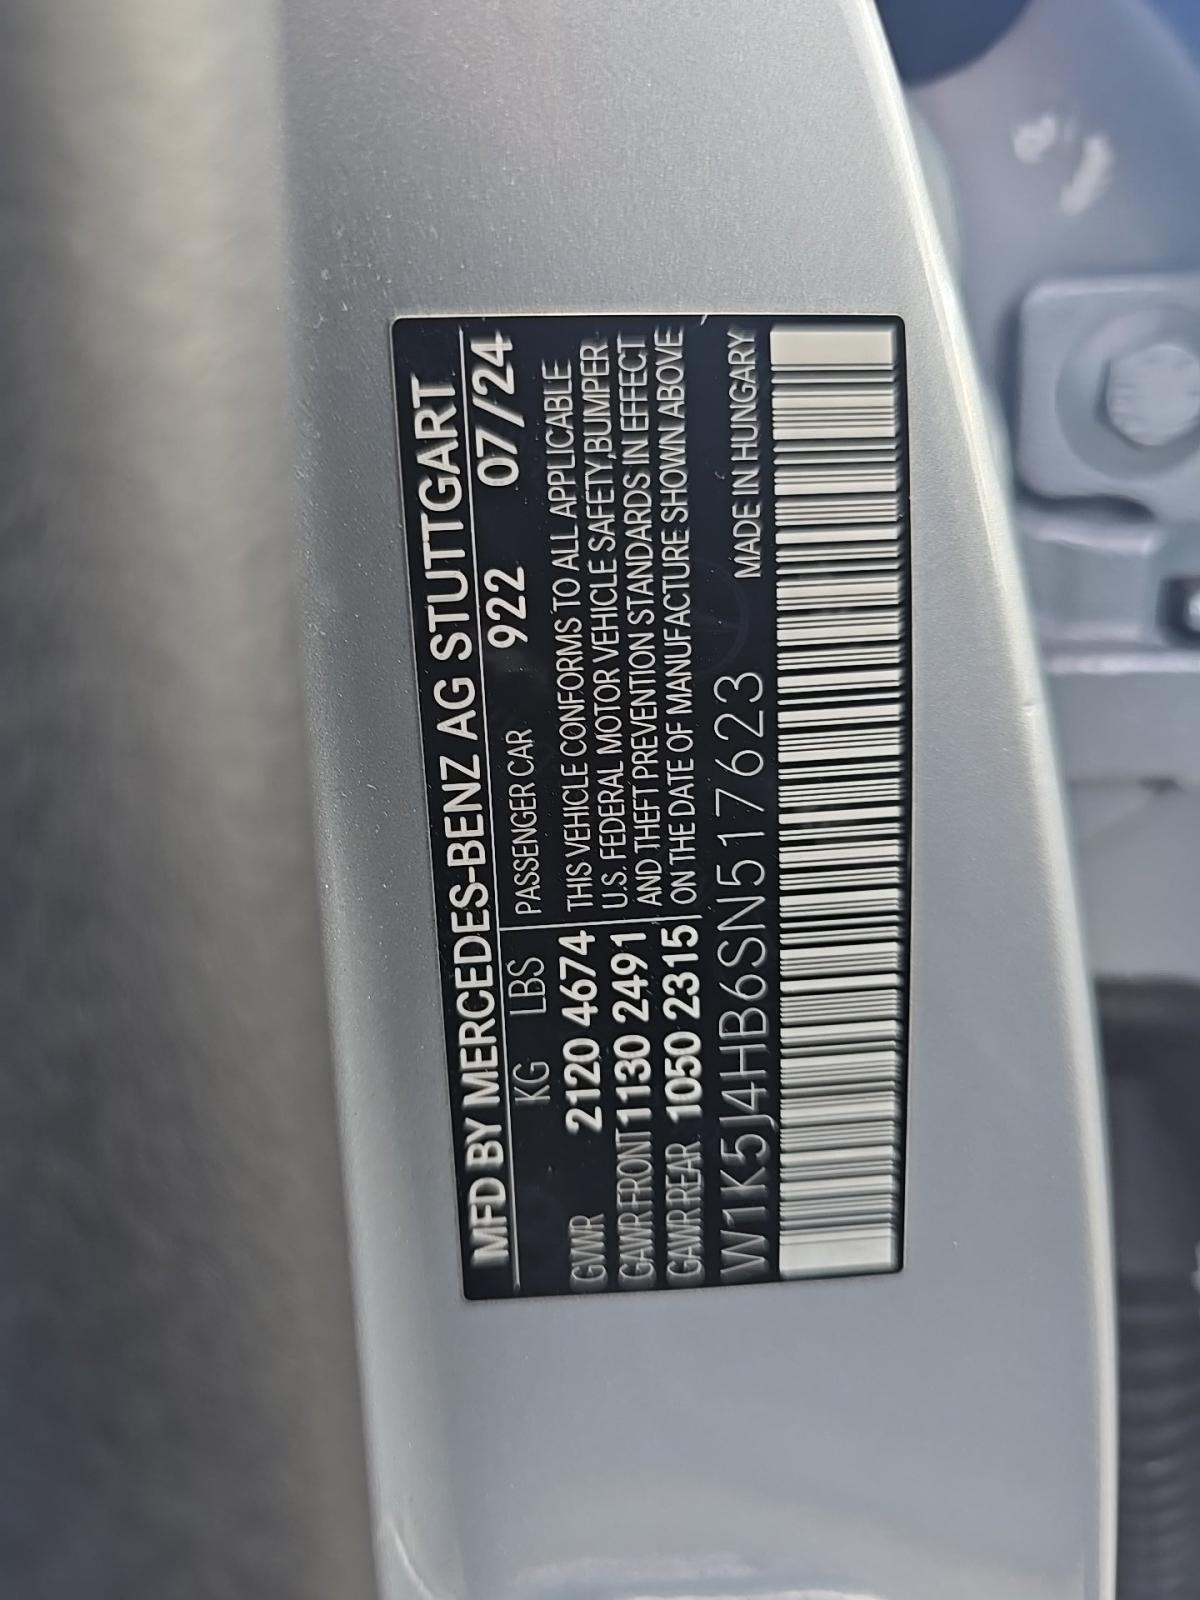 MFD BY MERCEDES-BENZ AG STUTTGART
KG LBS PASSENGER CAR 922 07/24
GVWR 2120 4674 THIS VEHICLE CONFORMS TO ALL APPLICABLE
GAWR FRONT 1130 2491 U.S. FEDERAL MOTOR VEHICLE SAFETY,BUMPER
GAWR REAR 1050 2315 AND THEFT PREVENTION STANDARDS IN EFFECT
ON THE DATE OF MANUFACTURE SHOWN ABOVE
W1K5J4HB6SN517623 MADE IN HUNGARY